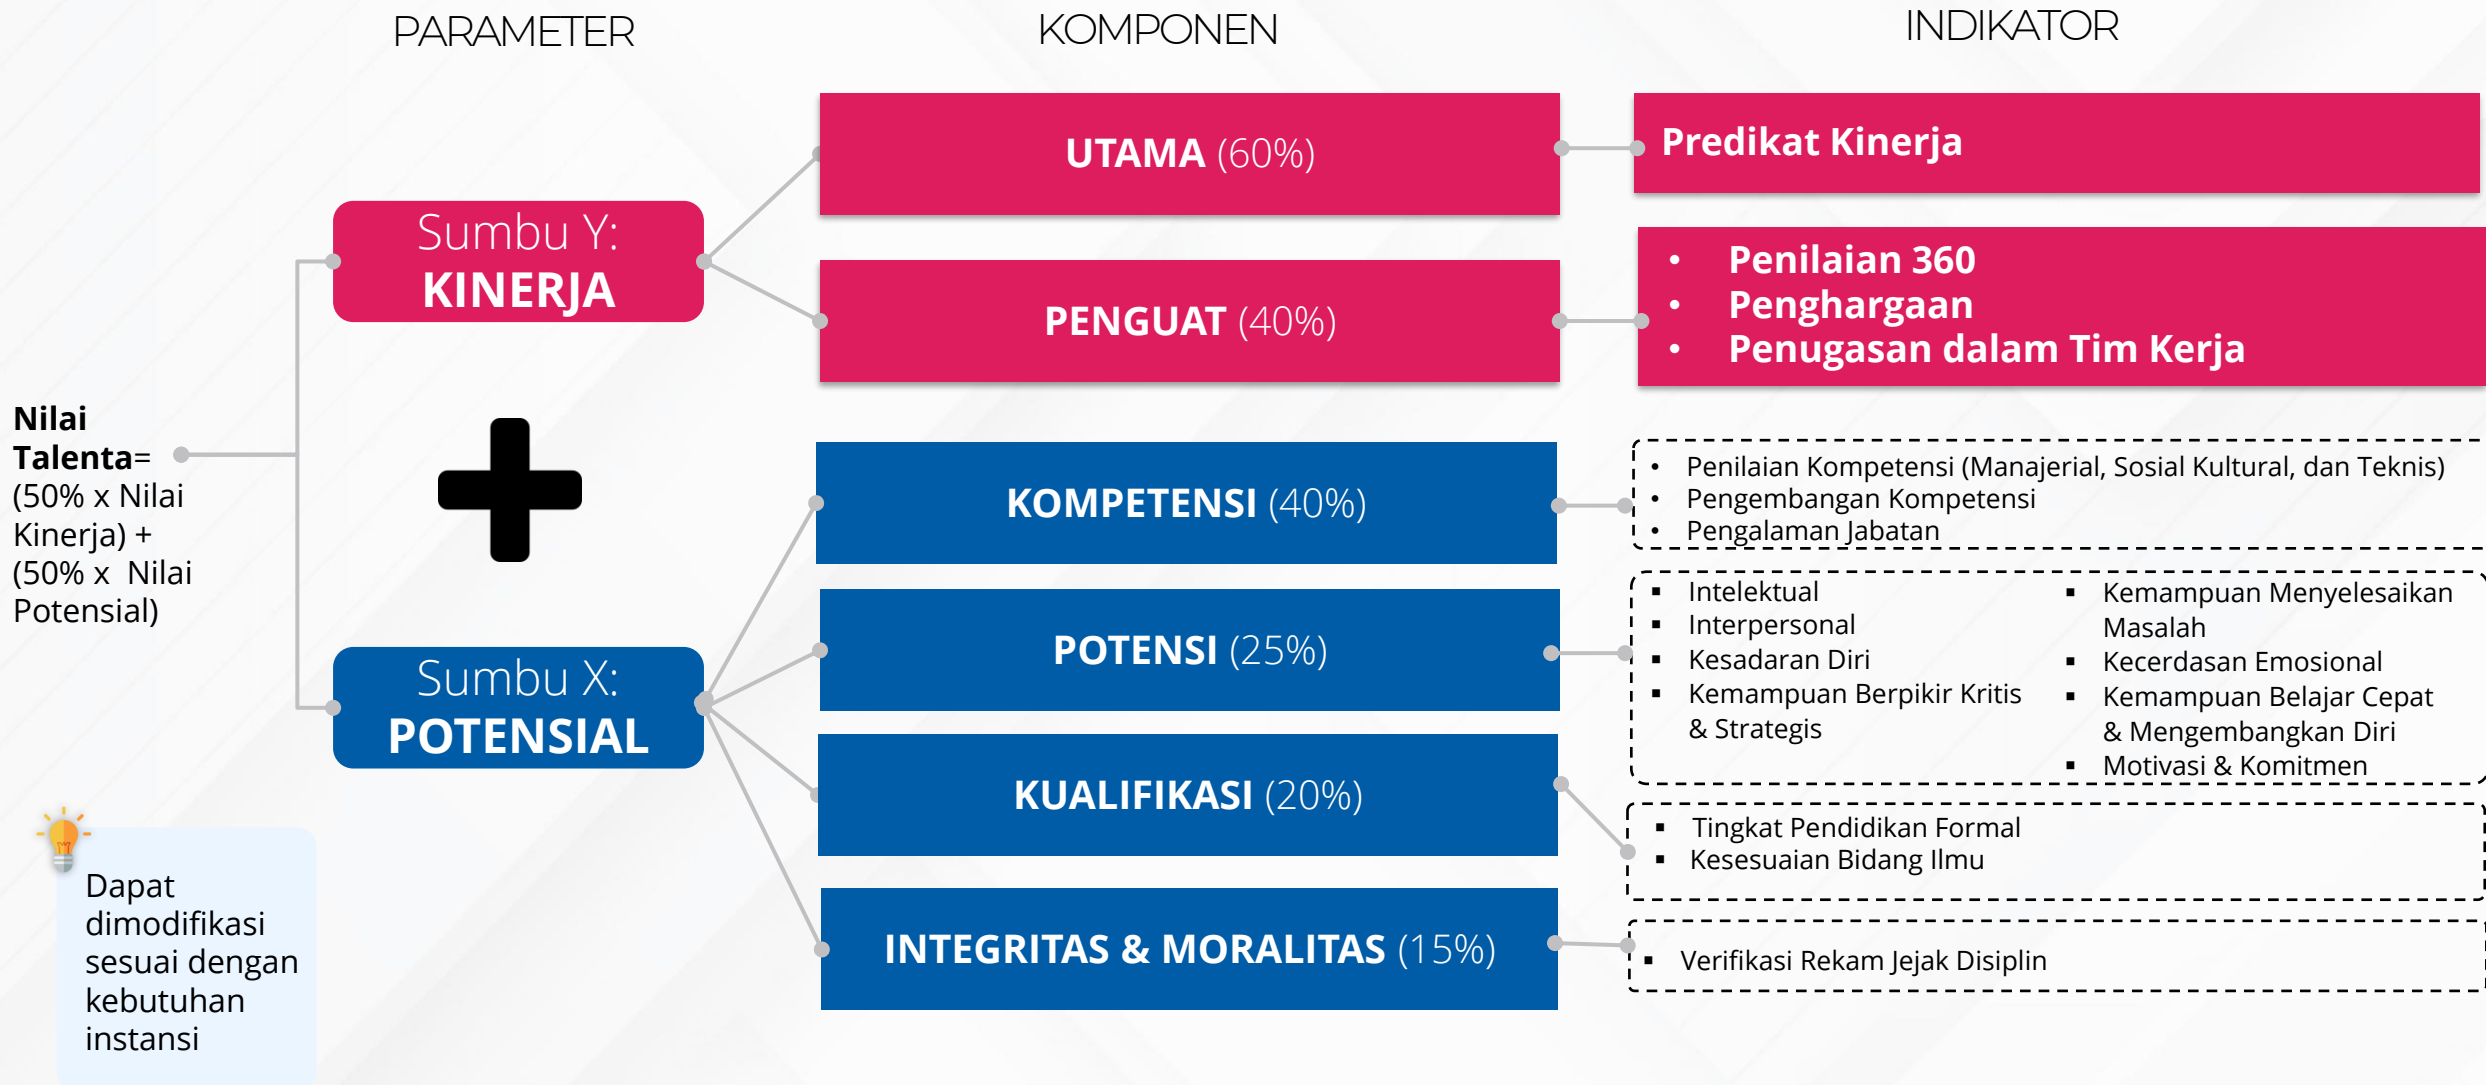 PARAMETER
KOMPONEN
INDIKATOR
Nilai
Talenta=
(50% x Nilai
Kinerja) +
(50% x  Nilai
Potensial)
Sumbu Y:
KINERJA
UTAMA (60%)
Predikat Kinerja
PENGUAT (40%)
• Penilaian 360
• Penghargaan
• Penugasan dalam Tim Kerja
Sumbu X:
POTENSIAL
KOMPETENSI (40%)
• Penilaian Kompetensi (Manajerial, Sosial Kultural, dan Teknis)
• Pengembangan Kompetensi
• Pengalaman Jabatan
POTENSI (25%)
▪ Intelektual
▪ Interpersonal
▪ Kesadaran Diri
▪ Kemampuan Berpikir Kritis
& Strategis
▪ Kemampuan Menyelesaikan
Masalah
▪ Kecerdasan Emosional
▪ Kemampuan Belajar Cepat
& Mengembangkan Diri
▪ Motivasi & Komitmen
KUALIFIKASI (20%)
▪ Tingkat Pendidikan Formal
▪ Kesesuaian Bidang Ilmu
INTEGRITAS & MORALITAS (15%)
▪ Verifikasi Rekam Jejak Disiplin
Dapat
dimodifikasi
sesuai dengan
kebutuhan
instansi